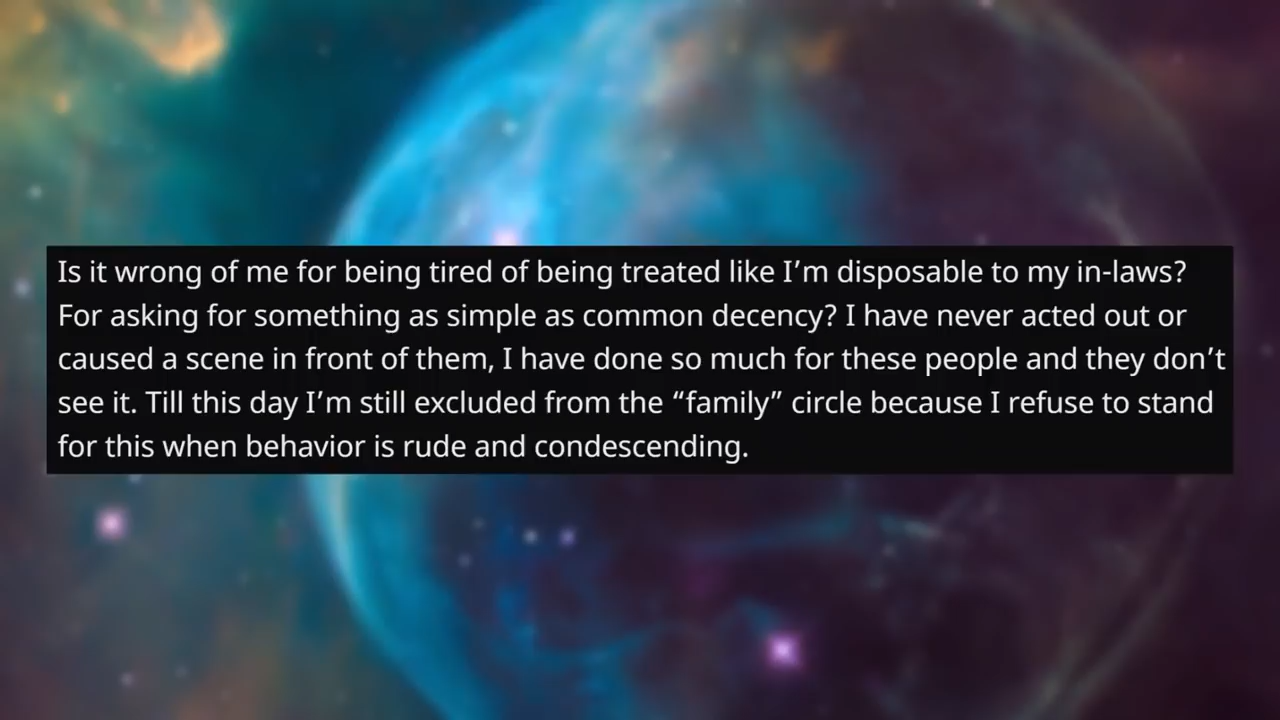 Is it wrong of me for being tired of being treated like I’m disposable to my in-laws?
For asking for something as simple as common decency? I have never acted out or
caused a scene in front of them, I have done so much for these people and they don’t
see it. Till this day I’m still excluded from the “family” circle because I refuse to stand
for this when behavior is rude and condescending.